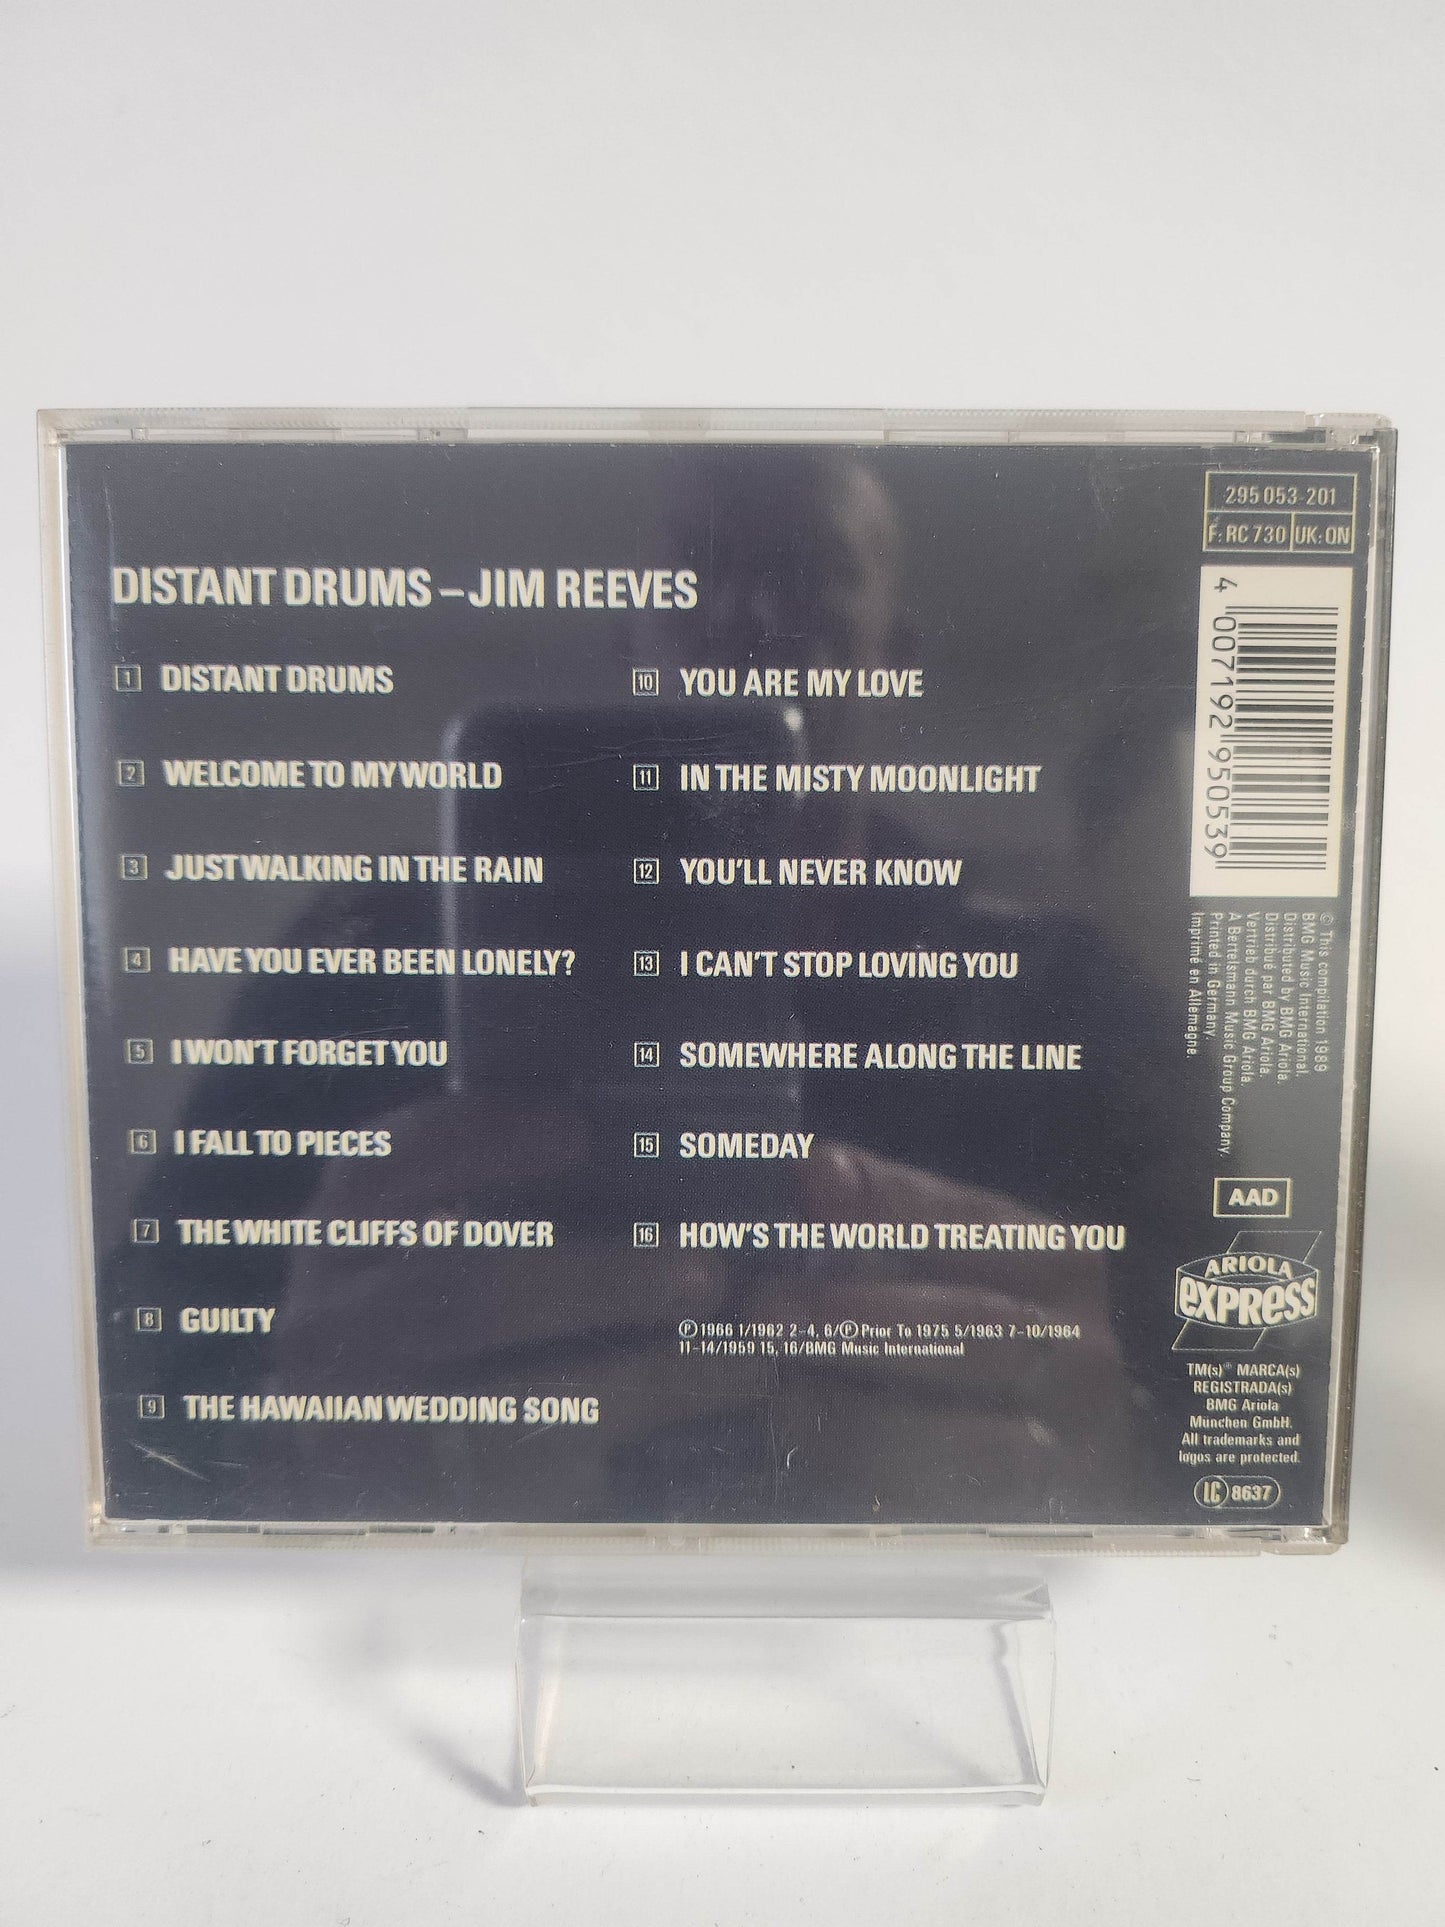 DISTANT DRUMS – JIM REEVES
1 DISTANT DRUMS
2 WELCOME TO MY WORLD
3 JUST WALKING IN THE RAIN
4 HAVE YOU EVER BEEN LONELY?
5 I WON'T FORGET YOU
6 I FALL TO PIECES
7 THE WHITE CLIFFS OF DOVER
8 GUILTY
9 THE HAWAIIAN WEDDING SONG
10 YOU ARE MY LOVE
11 IN THE MISTY MOONLIGHT
12 YOU'LL NEVER KNOW
13 I CAN'T STOP LOVING YOU
14 SOMEWHERE ALONG THE LINE
15 SOMEDAY
16 HOW'S THE WORLD TREATING YOU
Ⓟ 1966 1/1962 2-4, 6/Ⓟ Prior To 1975 5/1963 7-10/1964
11-14/1959 15, 16/BMG Music International
295 053-201
F: RC 730 UK: ON
4 007192 950539
© This compilation 1989
BMG Music International.
Distributed by BMG Ariola.
Distribué par BMG Ariola.
Vertrieb durch BMG Ariola.
A Bertelsmann Music Group Company.
Printed in Germany.
Imprimé en Allemagne.
AAD
ARIOLA
eXPReSS
TM(s)® MARCA(s)
REGISTRADA(s)
BMG Ariola
München GmbH.
All trademarks and
logos are protected.
LC 8637